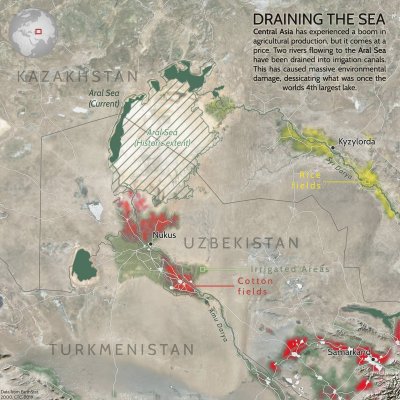 DRAINING THE SEA
Central Asia has experienced a boom in
agricultural production, but it comes at a
price. Two rivers flowing to the Aral Sea
have been drained into irrigation canals.
This has caused massive environmental
damage, dessicating what was once the
worlds 4th largest lake.
KAZAKHSTAN
Aral Sea
(Current)
Aral Sea
(Historic extent)
Kyzylorda
Syr Darya
Rice
fields
Nukus
UZBEKISTAN
Irrigated Areas
Cotton
fields
Amu Darya
TURKMENISTAN
Samarkand
Data from EarthStat